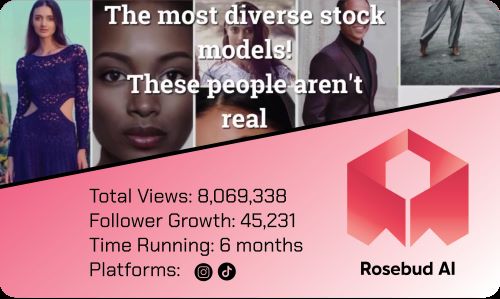 The most diverse stock
models!
These people aren't
real
Total Views: 8,069,338
Follower Growth: 45,231
Time Running: 6 months
Platforms:
Rosebud AI